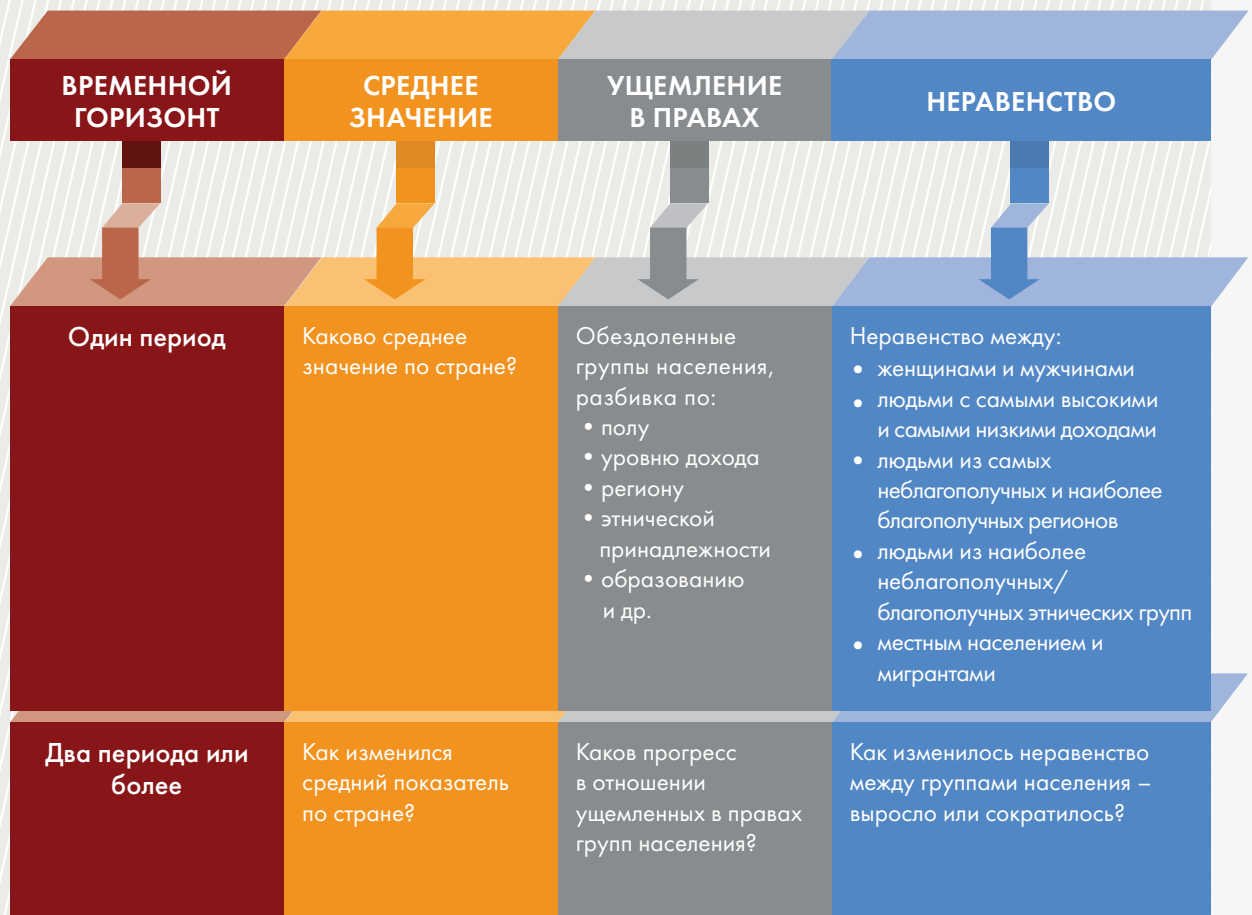 ВРЕМЕННОЙ
ГОРИЗОНТ
СРЕДНЕЕ
ЗНАЧЕНИЕ
УЩЕМЛЕНИЕ
В ПРАВАХ
НЕРАВЕНСТВО
Один период
Каково среднее
значение по стране?
Обездоленные
группы населения,
разбивка по:
• полу
• уровню дохода
• региону
• этнической
принадлежности
• образованию
и др.
Неравенство между:
• женщинами и мужчинами
• людьми с самыми высокими
и самыми низкими доходами
• людьми из самых
неблагополучных и наиболее
благополучных регионов
• людьми из наиболее
неблагополучных/
благополучных этнических групп
• местным населением и
мигрантами
Два периода или
более
Как изменился
средний показатель
по стране?
Каков прогресс
в отношении
ущемленных в правах
групп населения?
Как изменилось неравенство
между группами населения –
выросло или сократилось?